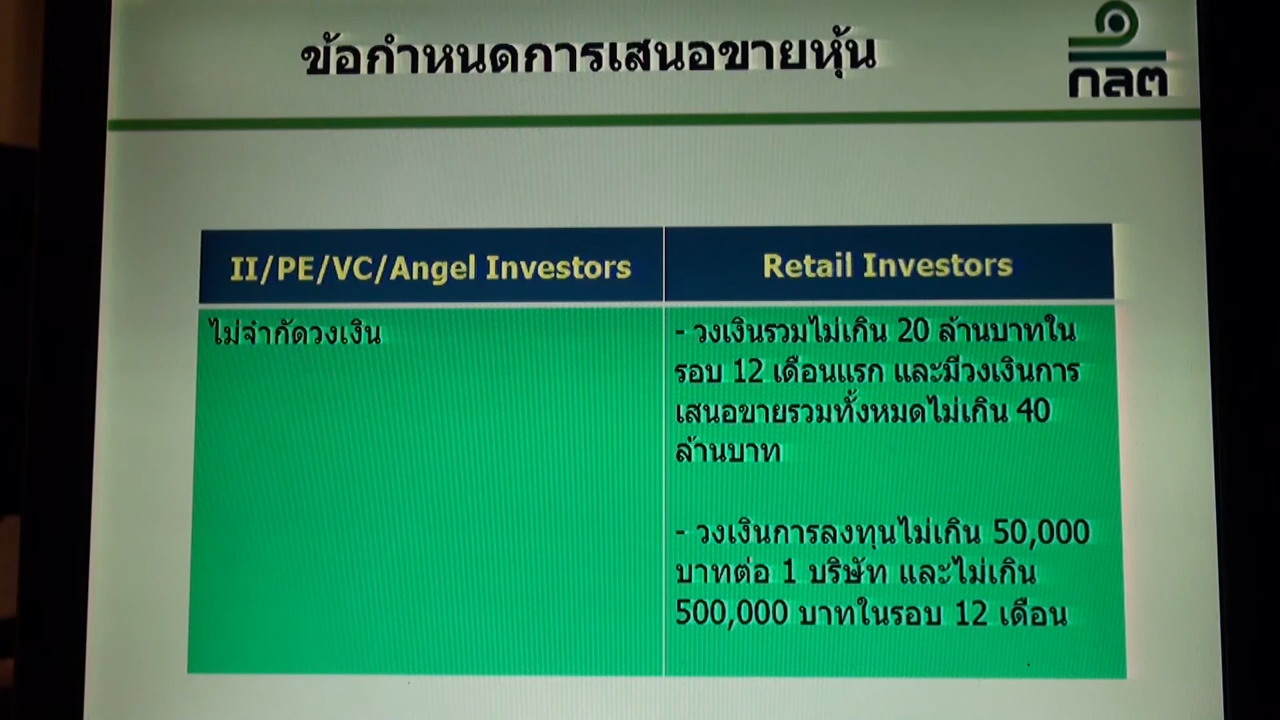 ข้อกำหนดการเสนอขายหุ้น
กลต
II/PE/VC/Angel Investors
Retail Investors
ไม่จำกัดวงเงิน
- วงเงินรวมไม่เกิน 20 ล้านบาทใน
รอบ 12 เดือนแรก และมีวงเงินการ
เสนอขายรวมทั้งหมดไม่เกิน 40
ล้านบาท
- วงเงินการลงทุนไม่เกิน 50,000
บาทต่อ 1 บริษัท และไม่เกิน
500,000 บาทในรอบ 12 เดือน